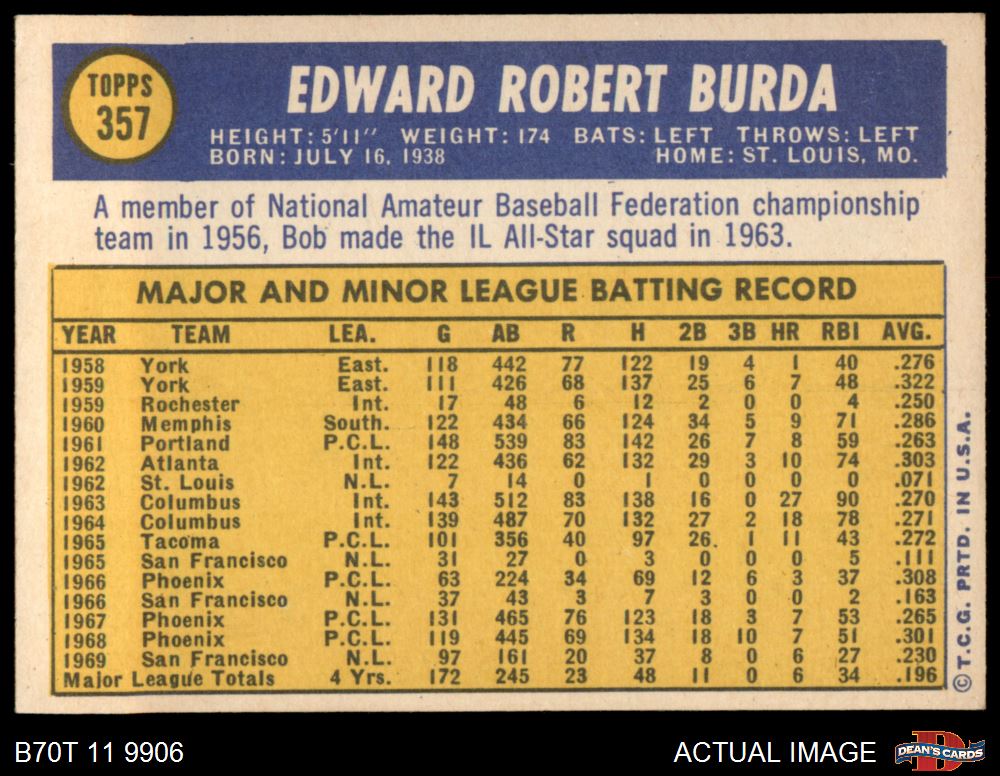 TOPPS
357
EDWARD ROBERT BURDA
HEIGHT: 5'11" WEIGHT: 174 BATS: LEFT THROWS: LEFT
BORN: JULY 16, 1938 HOME: ST. LOUIS, MO.
A member of National Amateur Baseball Federation championship
team in 1956, Bob made the IL All-Star squad in 1963.
MAJOR AND MINOR LEAGUE BATTING RECORD
YEAR TEAM LEA. G AB R H 2B 3B HR RBI AVG.
1958 York East. 118 442 77 122 19 4 1 40 .276
1959 York East. 111 426 68 137 25 6 7 48 .322
1959 Rochester Int. 17 48 6 12 2 0 0 4 .250
1960 Memphis South. 122 434 66 124 34 5 9 71 .286
1961 Portland P.C.L. 148 539 83 142 26 7 8 59 .263
1962 Atlanta Int. 122 436 62 132 29 3 10 74 .303
1962 St. Louis N.L. 7 14 0 1 0 0 0 0 .071
1963 Columbus Int. 143 512 83 138 16 0 27 90 .270
1964 Columbus Int. 139 487 70 132 27 2 18 78 .271
1965 Tacoma P.C.L. 101 356 40 97 26 1 11 43 .272
1965 San Francisco N.L. 31 27 0 3 0 0 0 5 .111
1966 Phoenix P.C.L. 63 224 34 69 12 6 3 37 .308
1966 San Francisco N.L. 37 43 3 7 3 0 0 2 .163
1967 Phoenix P.C.L. 131 465 76 123 18 3 7 53 .265
1968 Phoenix P.C.L. 119 445 69 134 18 10 7 51 .301
1969 San Francisco N.L. 97 161 20 37 8 0 6 27 .230
Major League Totals 4 Yrs. 172 245 23 48 11 0 6 34 .196
© T.C.G. PRTD. IN U.S.A.
B70T 11 9906
ACTUAL IMAGE
DEAN'S CARDS